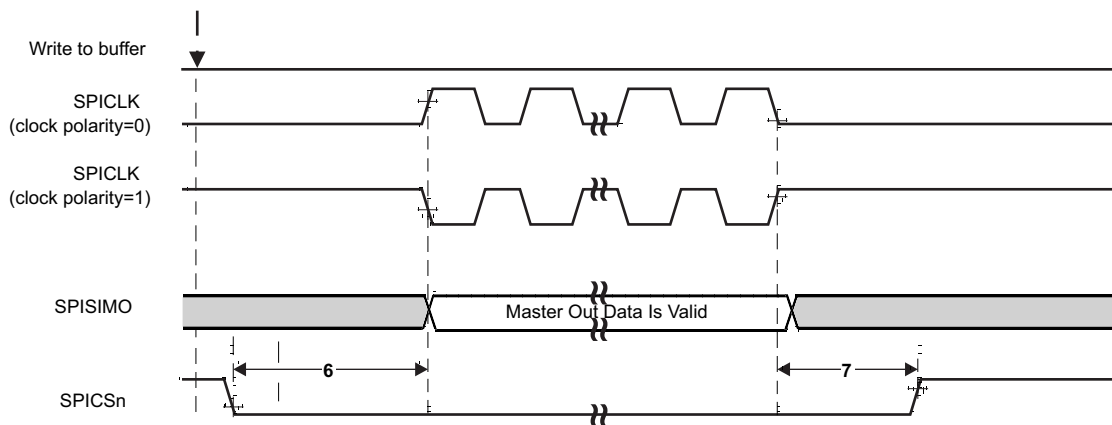 Write to buffer
SPICLK
(clock polarity=0)
SPICLK
(clock polarity=1)
SPISIMO
Master Out Data Is Valid
6
7
SPICSn